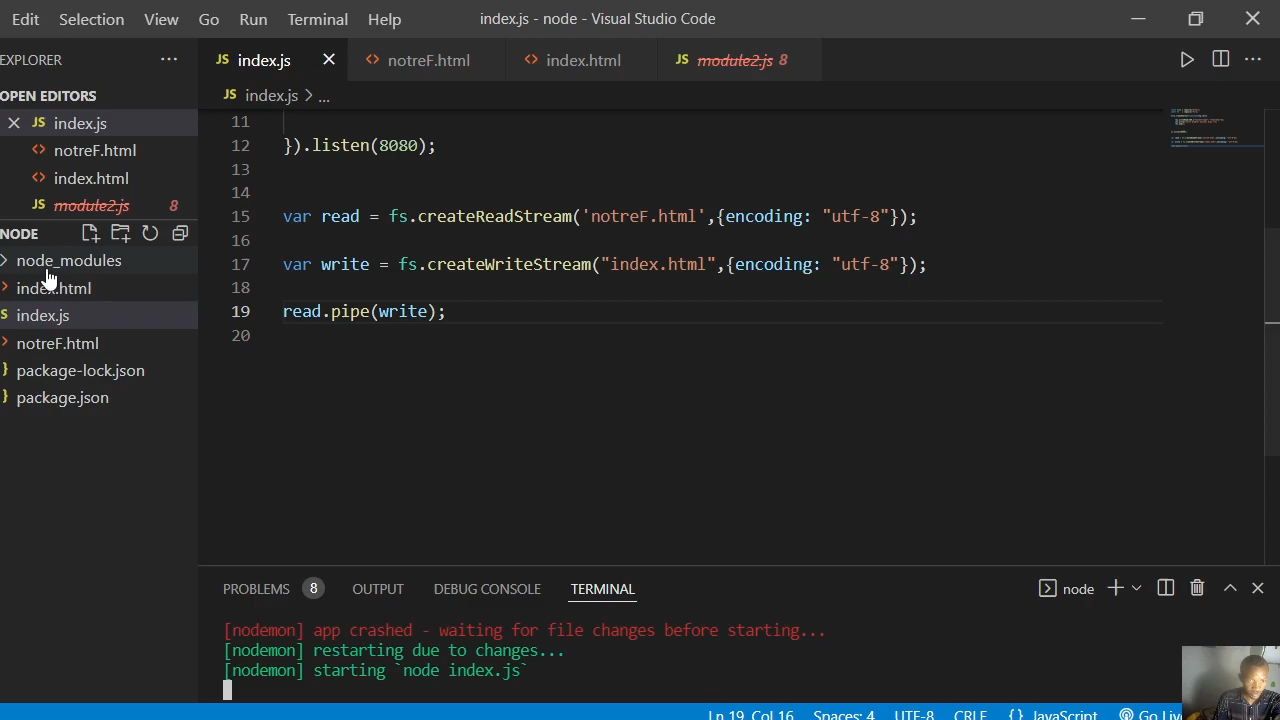 Edit Selection View Go Run Terminal Help index.js - node - Visual Studio Code
EXPLORER
JS index.js
<> notreF.html
<> index.html
JS module2.js 8
OPEN EDITORS
JS index.js > ...
JS index.js
<> notreF.html
<> index.html
JS module2.js 8
NODE
node_modules
index.html
index.js
notreF.html
package-lock.json
package.json
11
12 }).listen(8080);
13
14
15 var read = fs.createReadStream('notreF.html',{encoding: "utf-8"});
16
17 var write = fs.createWriteStream("index.html",{encoding: "utf-8"});
18
19 read.pipe(write);
20
PROBLEMS 8 OUTPUT DEBUG CONSOLE TERMINAL node
[nodemon] app crashed - waiting for file changes before starting...
[nodemon] restarting due to changes...
[nodemon] starting `node index.js`
Ln 19, Col 16 Spaces: 4 UTF-8 CRLF {} JavaScript Go Liv